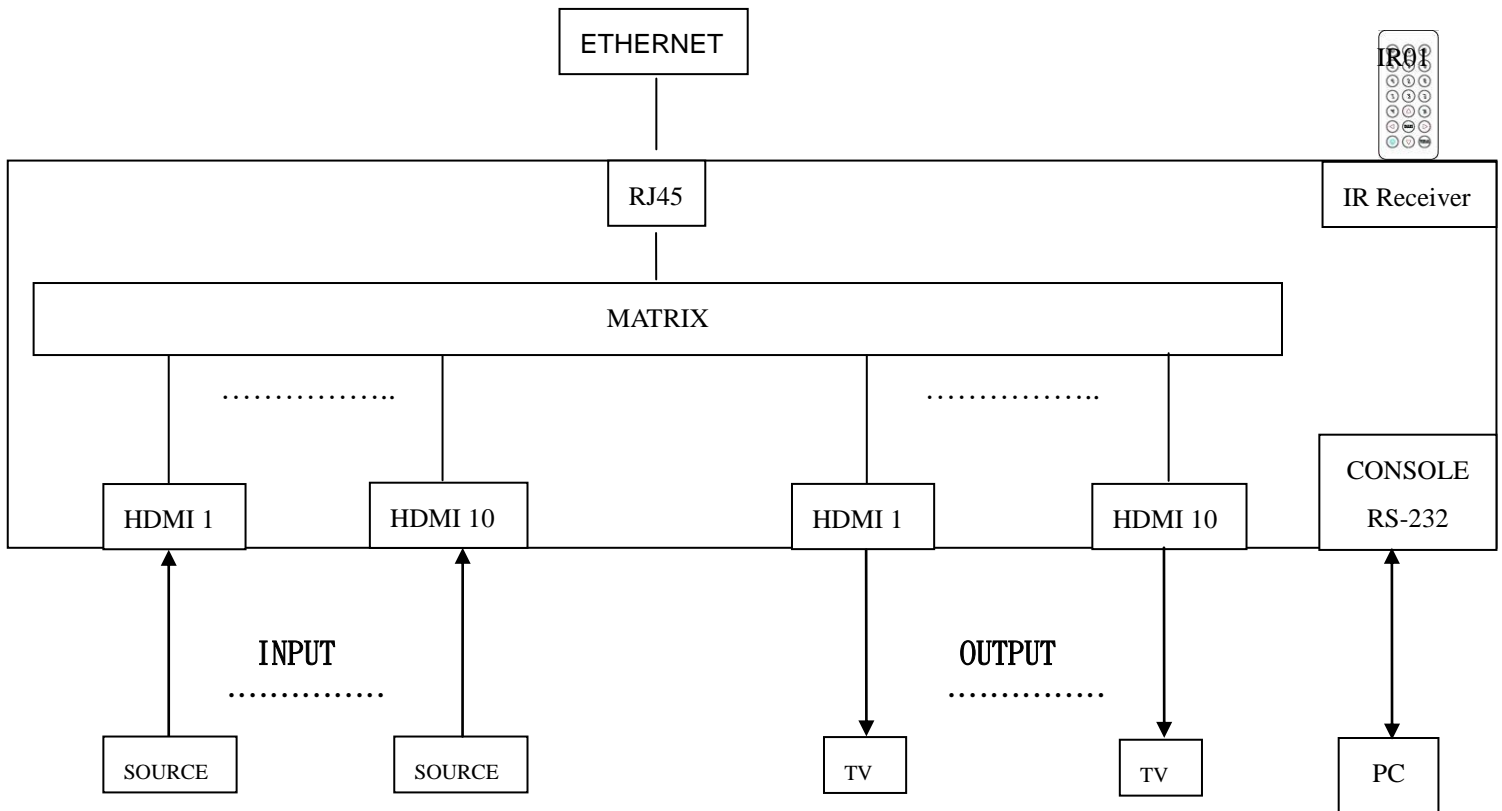 ETHERNET
IR01
RJ45
IR Receiver
MATRIX
………………..
………………..
HDMI 1
HDMI 10
HDMI 1
HDMI 10
CONSOLE
RS-232
INPUT
……………
OUTPUT
……………
SOURCE
SOURCE
TV
TV
PC